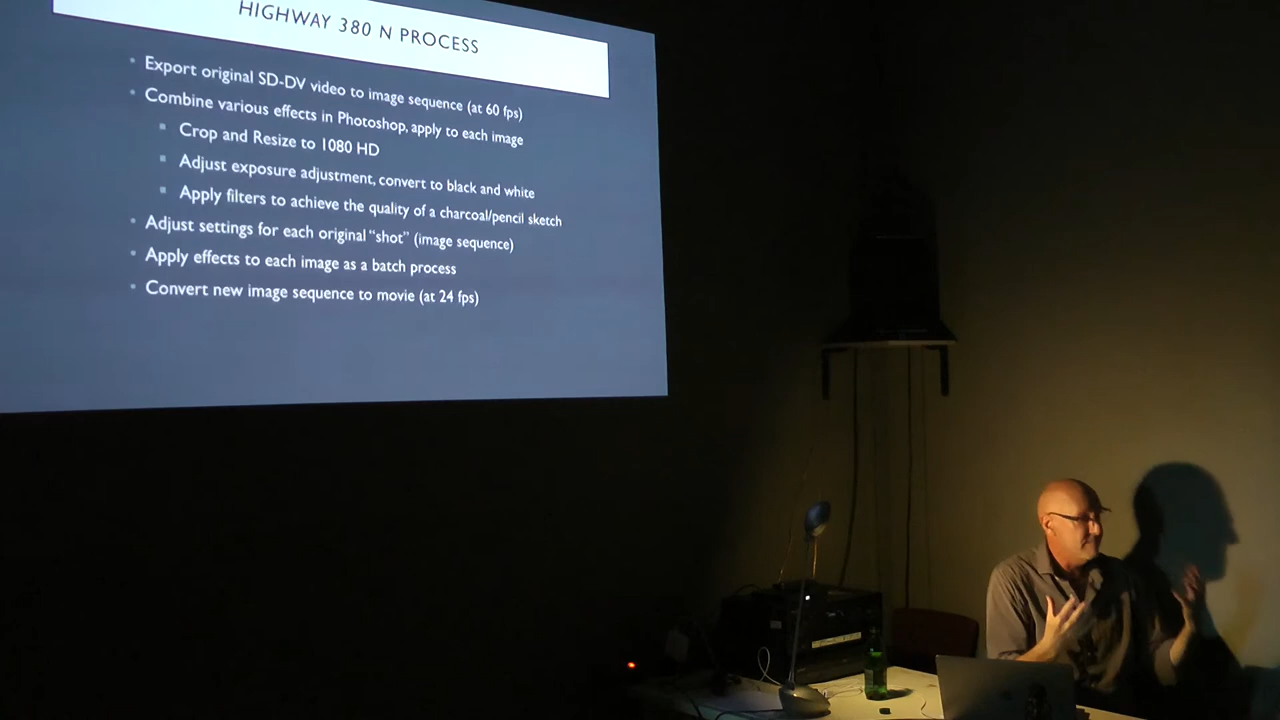 HIGHWAY 380 N PROCESS
Export original SD-DV video to image sequence (at 60 fps)
Combine various effects in Photoshop, apply to each image
Crop and Resize to 1080 HD
Adjust exposure adjustment, convert to black and white
Apply filters to achieve the quality of a charcoal/pencil sketch
Adjust settings for each original “shot” (image sequence)
Apply effects to each image as a batch process
Convert new image sequence to movie (at 24 fps)